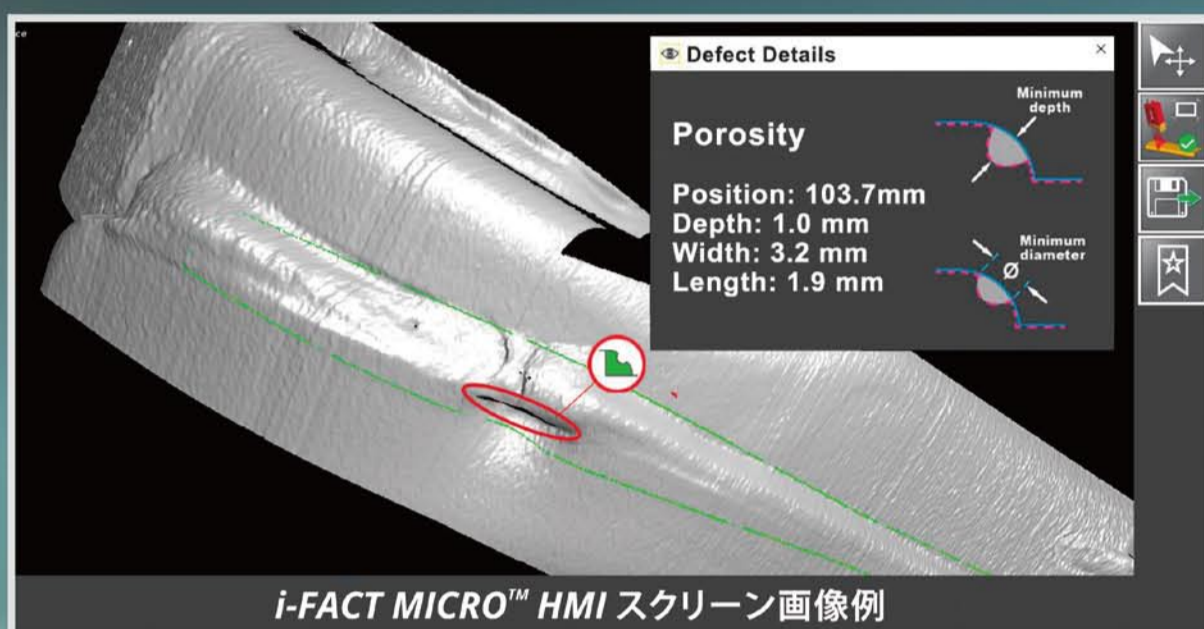 ce
Defect Details
×
Porosity
Position: 103.7mm
Depth: 1.0 mm
Width: 3.2 mm
Length: 1.9 mm
Minimum
depth
Minimum
diameter
Ø
i-FACT MICRO™ HMI スクリーン画像例